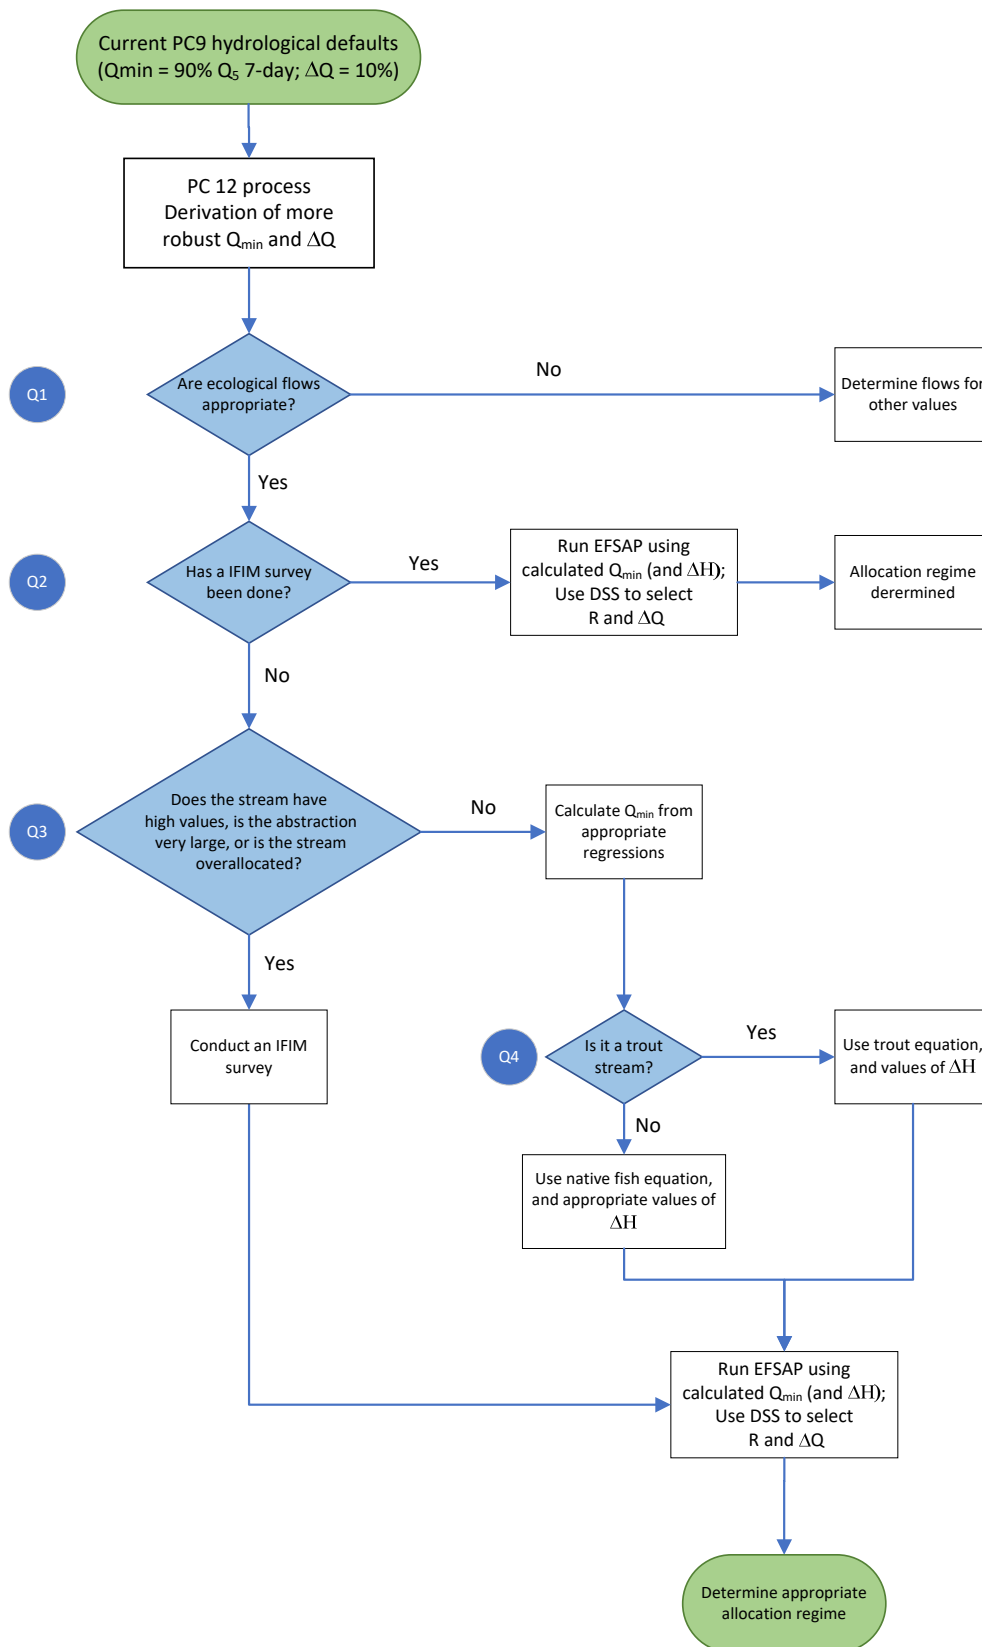 Current PC9 hydrological defaults
(Qmin = 90% Q₅ 7-day; ΔQ = 10%)
PC 12 process
Derivation of more
robust Qₘᵢₙ and ΔQ
Q1
Are ecological flows
appropriate?
No
Determine flows for
other values
Yes
Q2
Has a IFIM survey
been done?
Yes
Run EFSAP using
calculated Qₘᵢₙ (and ΔH);
Use DSS to select
R and ΔQ
Allocation regime
derermined
No
Q3
Does the stream have
high values, is the abstraction
very large, or is the stream
overallocated?
No
Calculate Qₘᵢₙ from
appropriate
regressions
Yes
Conduct an IFIM
survey
Q4
Is it a trout
stream?
Yes
Use trout equation,
and values of ΔH
No
Use native fish equation,
and appropriate values of
ΔH
Run EFSAP using
calculated Qₘᵢₙ (and ΔH);
Use DSS to select
R and ΔQ
Determine appropriate
allocation regime